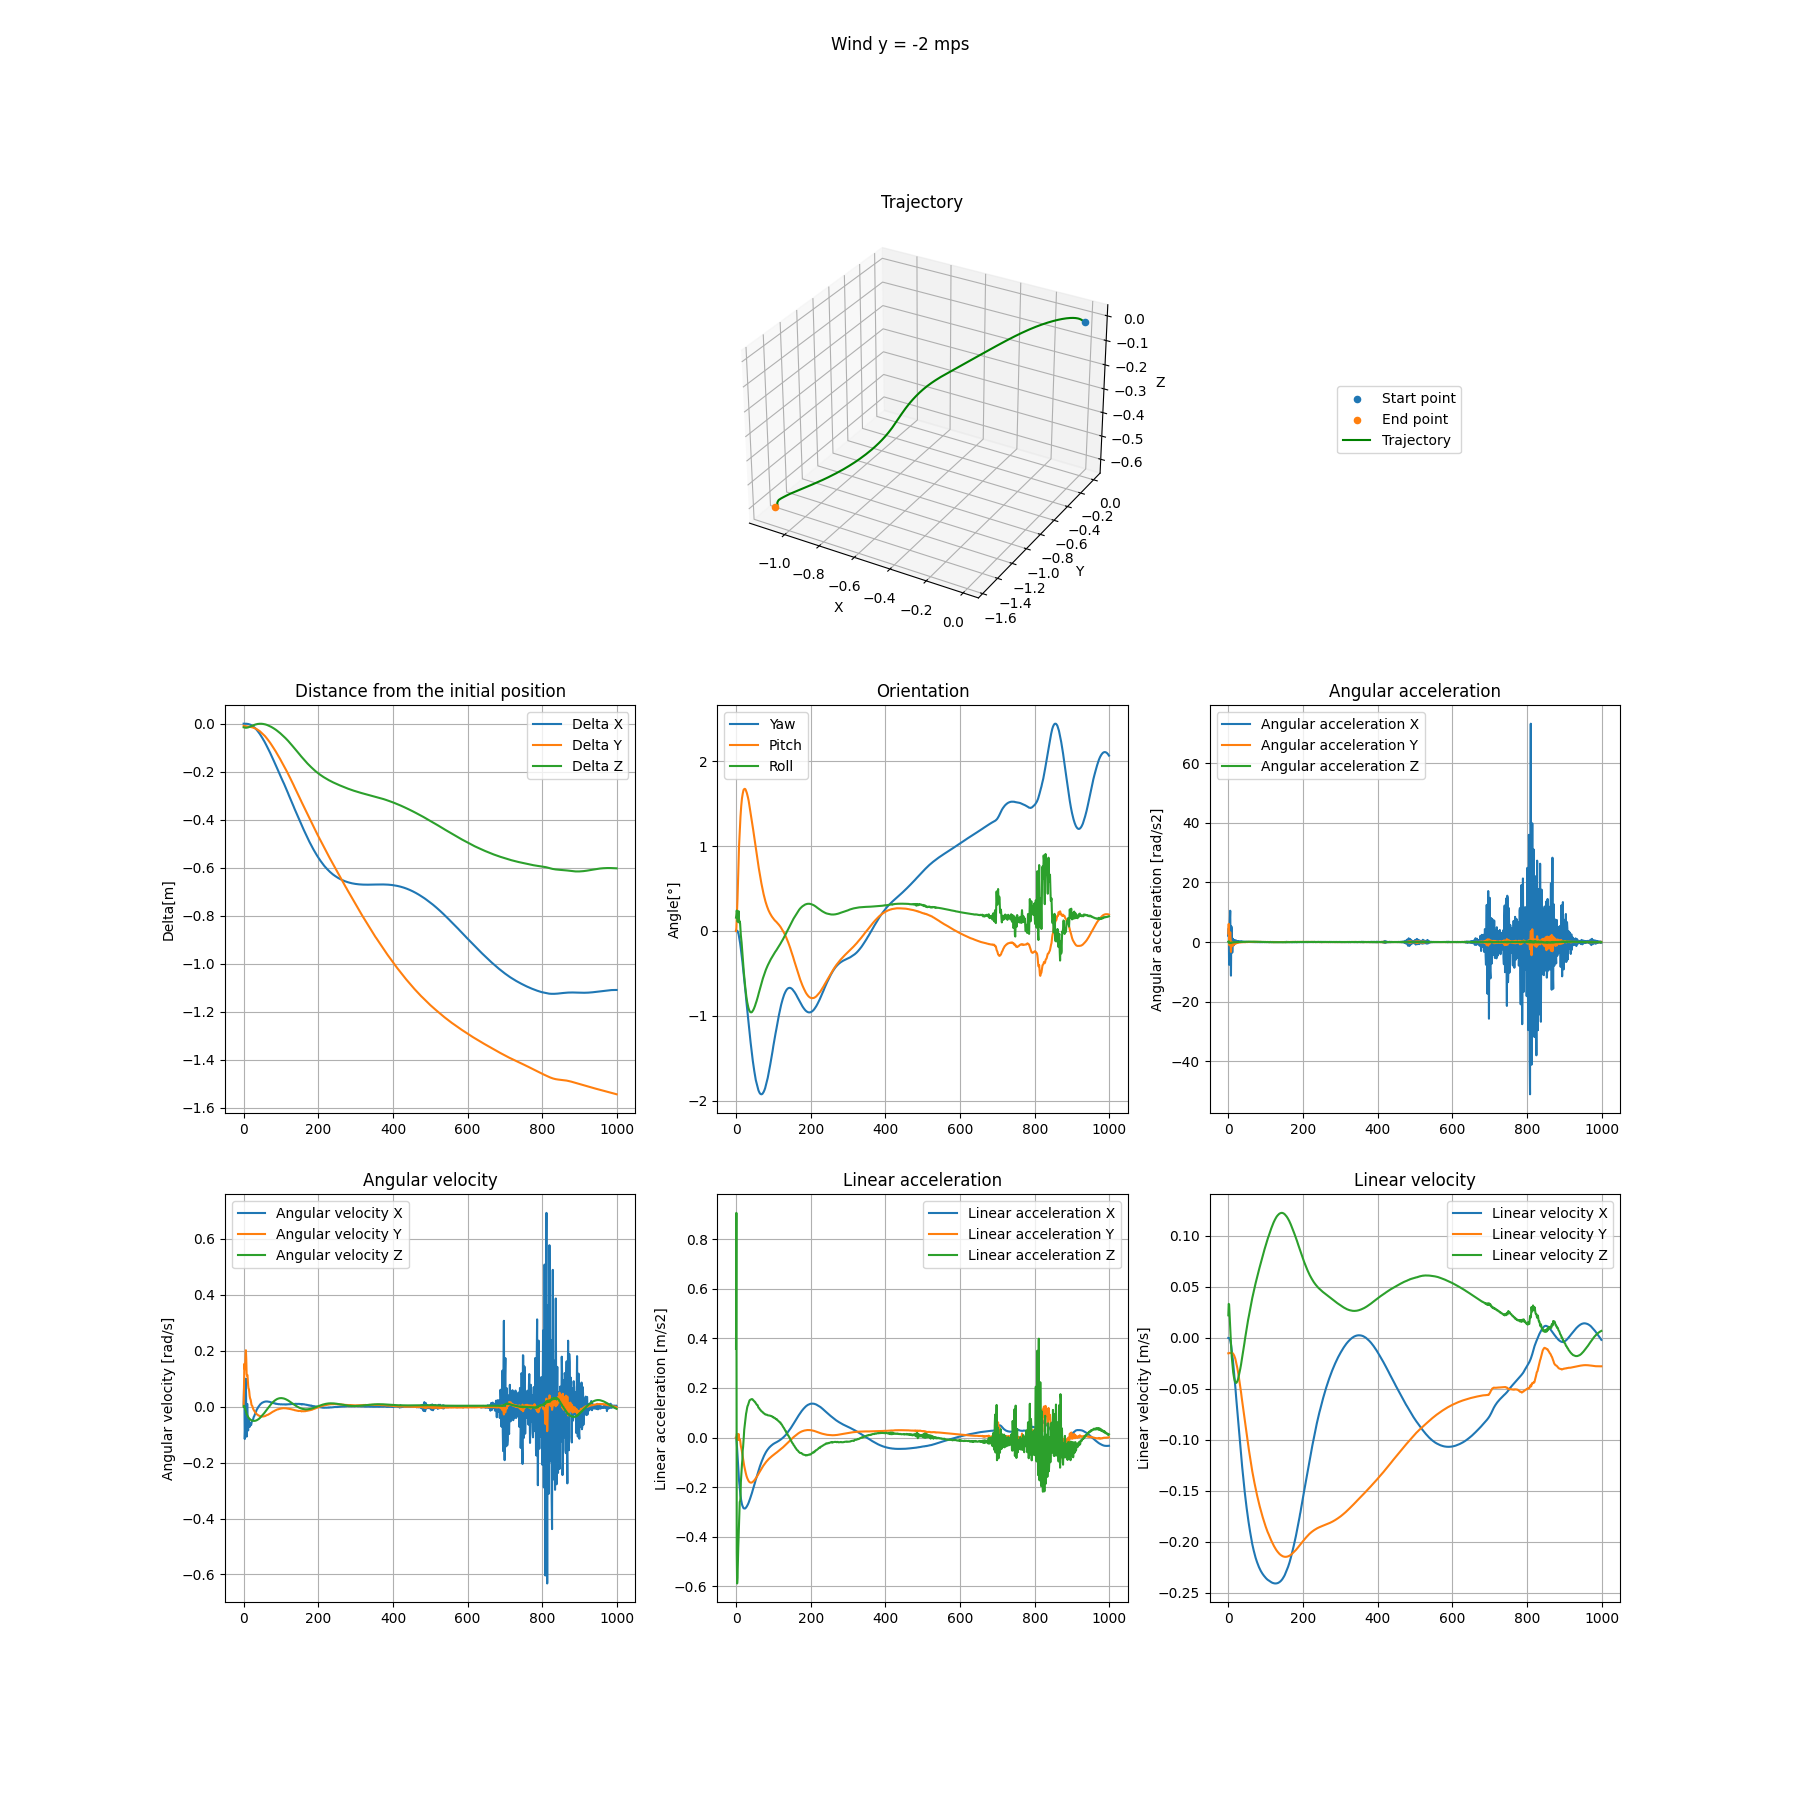 Wind y = -2 mps
Trajectory
0.0
−0.1
−0.2
−0.3
−0.4
−0.5
−0.6
Z
0.0
−0.2
−0.4
−0.6
−0.8
−1.0
−1.2
−1.4
−1.6
Y
−1.0
−0.8
−0.6
−0.4
−0.2
0.0
X
Start point
End point
Trajectory
Distance from the initial position
Delta[m]
0.0
−0.2
−0.4
−0.6
−0.8
−1.0
−1.2
−1.4
−1.6
Delta X
Delta Y
Delta Z
0 200 400 600 800 1000
Orientation
Angle[°]
2
1
0
−1
−2
Yaw
Pitch
Roll
0 200 400 600 800 1000
Angular acceleration
Angular acceleration [rad/s2]
60
40
20
0
−20
−40
Angular acceleration X
Angular acceleration Y
Angular acceleration Z
0 200 400 600 800 1000
Angular velocity
Angular velocity [rad/s]
0.6
0.4
0.2
0.0
−0.2
−0.4
−0.6
Angular velocity X
Angular velocity Y
Angular velocity Z
0 200 400 600 800 1000
Linear acceleration
Linear acceleration [m/s2]
0.8
0.6
0.4
0.2
0.0
−0.2
−0.4
−0.6
Linear acceleration X
Linear acceleration Y
Linear acceleration Z
0 200 400 600 800 1000
Linear velocity
Linear velocity [m/s]
0.10
0.05
0.00
−0.05
−0.10
−0.15
−0.20
−0.25
Linear velocity X
Linear velocity Y
Linear velocity Z
0 200 400 600 800 1000